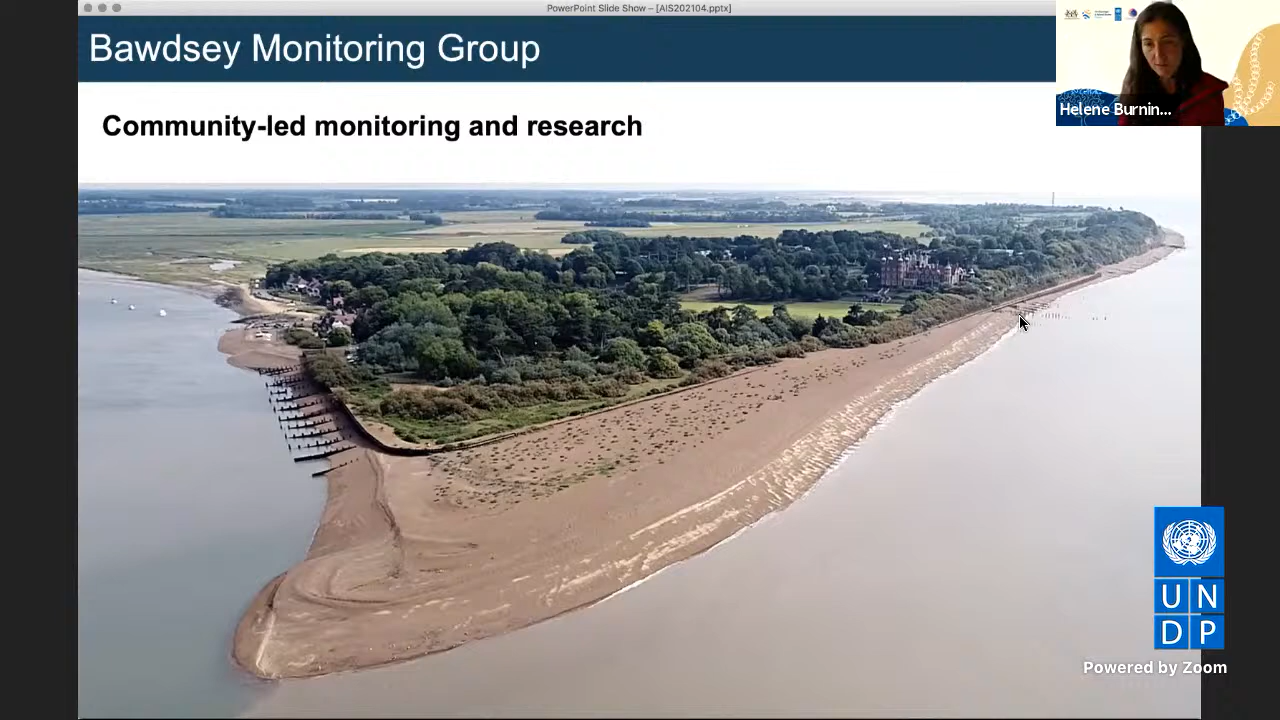 PowerPoint Slide Show – [AIS202104.pptx]
Bawdsey Monitoring Group
Community-led monitoring and research
Helene Burnin...
U N
D P
Powered by Zoom